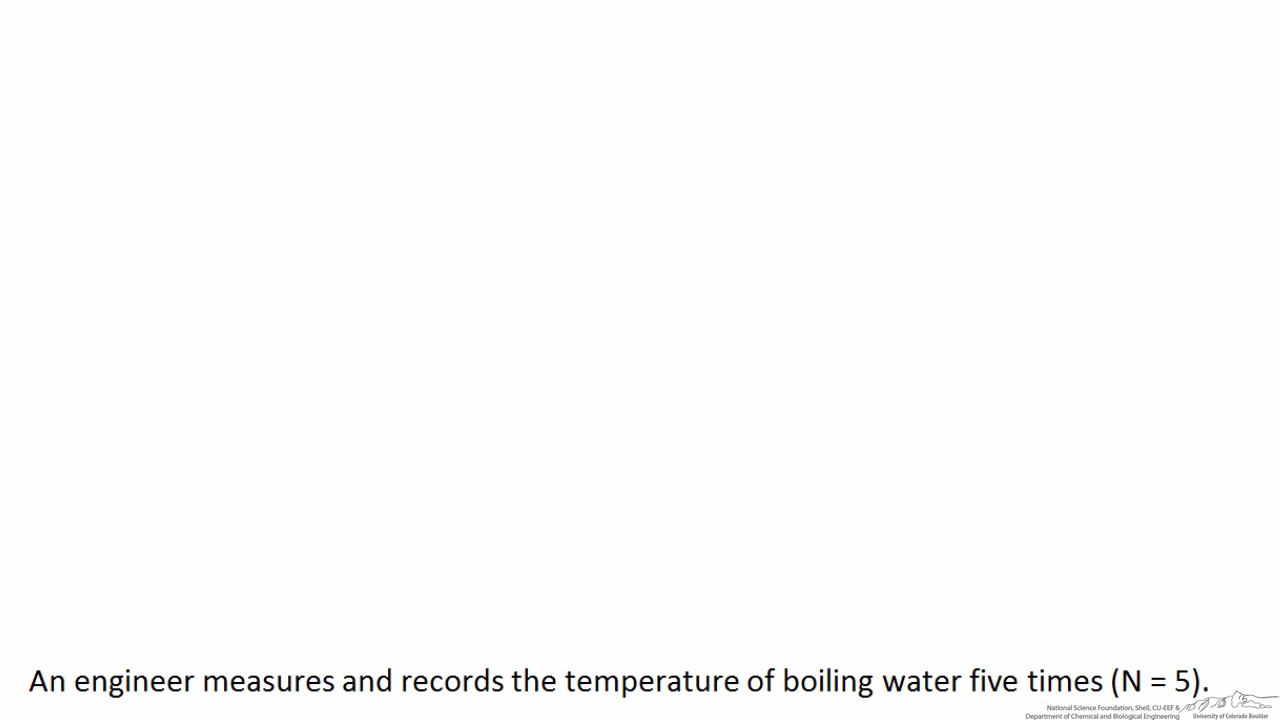 An engineer measures and records the temperature of boiling water five times (N = 5).
National Science Foundation, Shell, CU-EEF &
Department of Chemical and Biological Engineering
University of Colorado Boulder